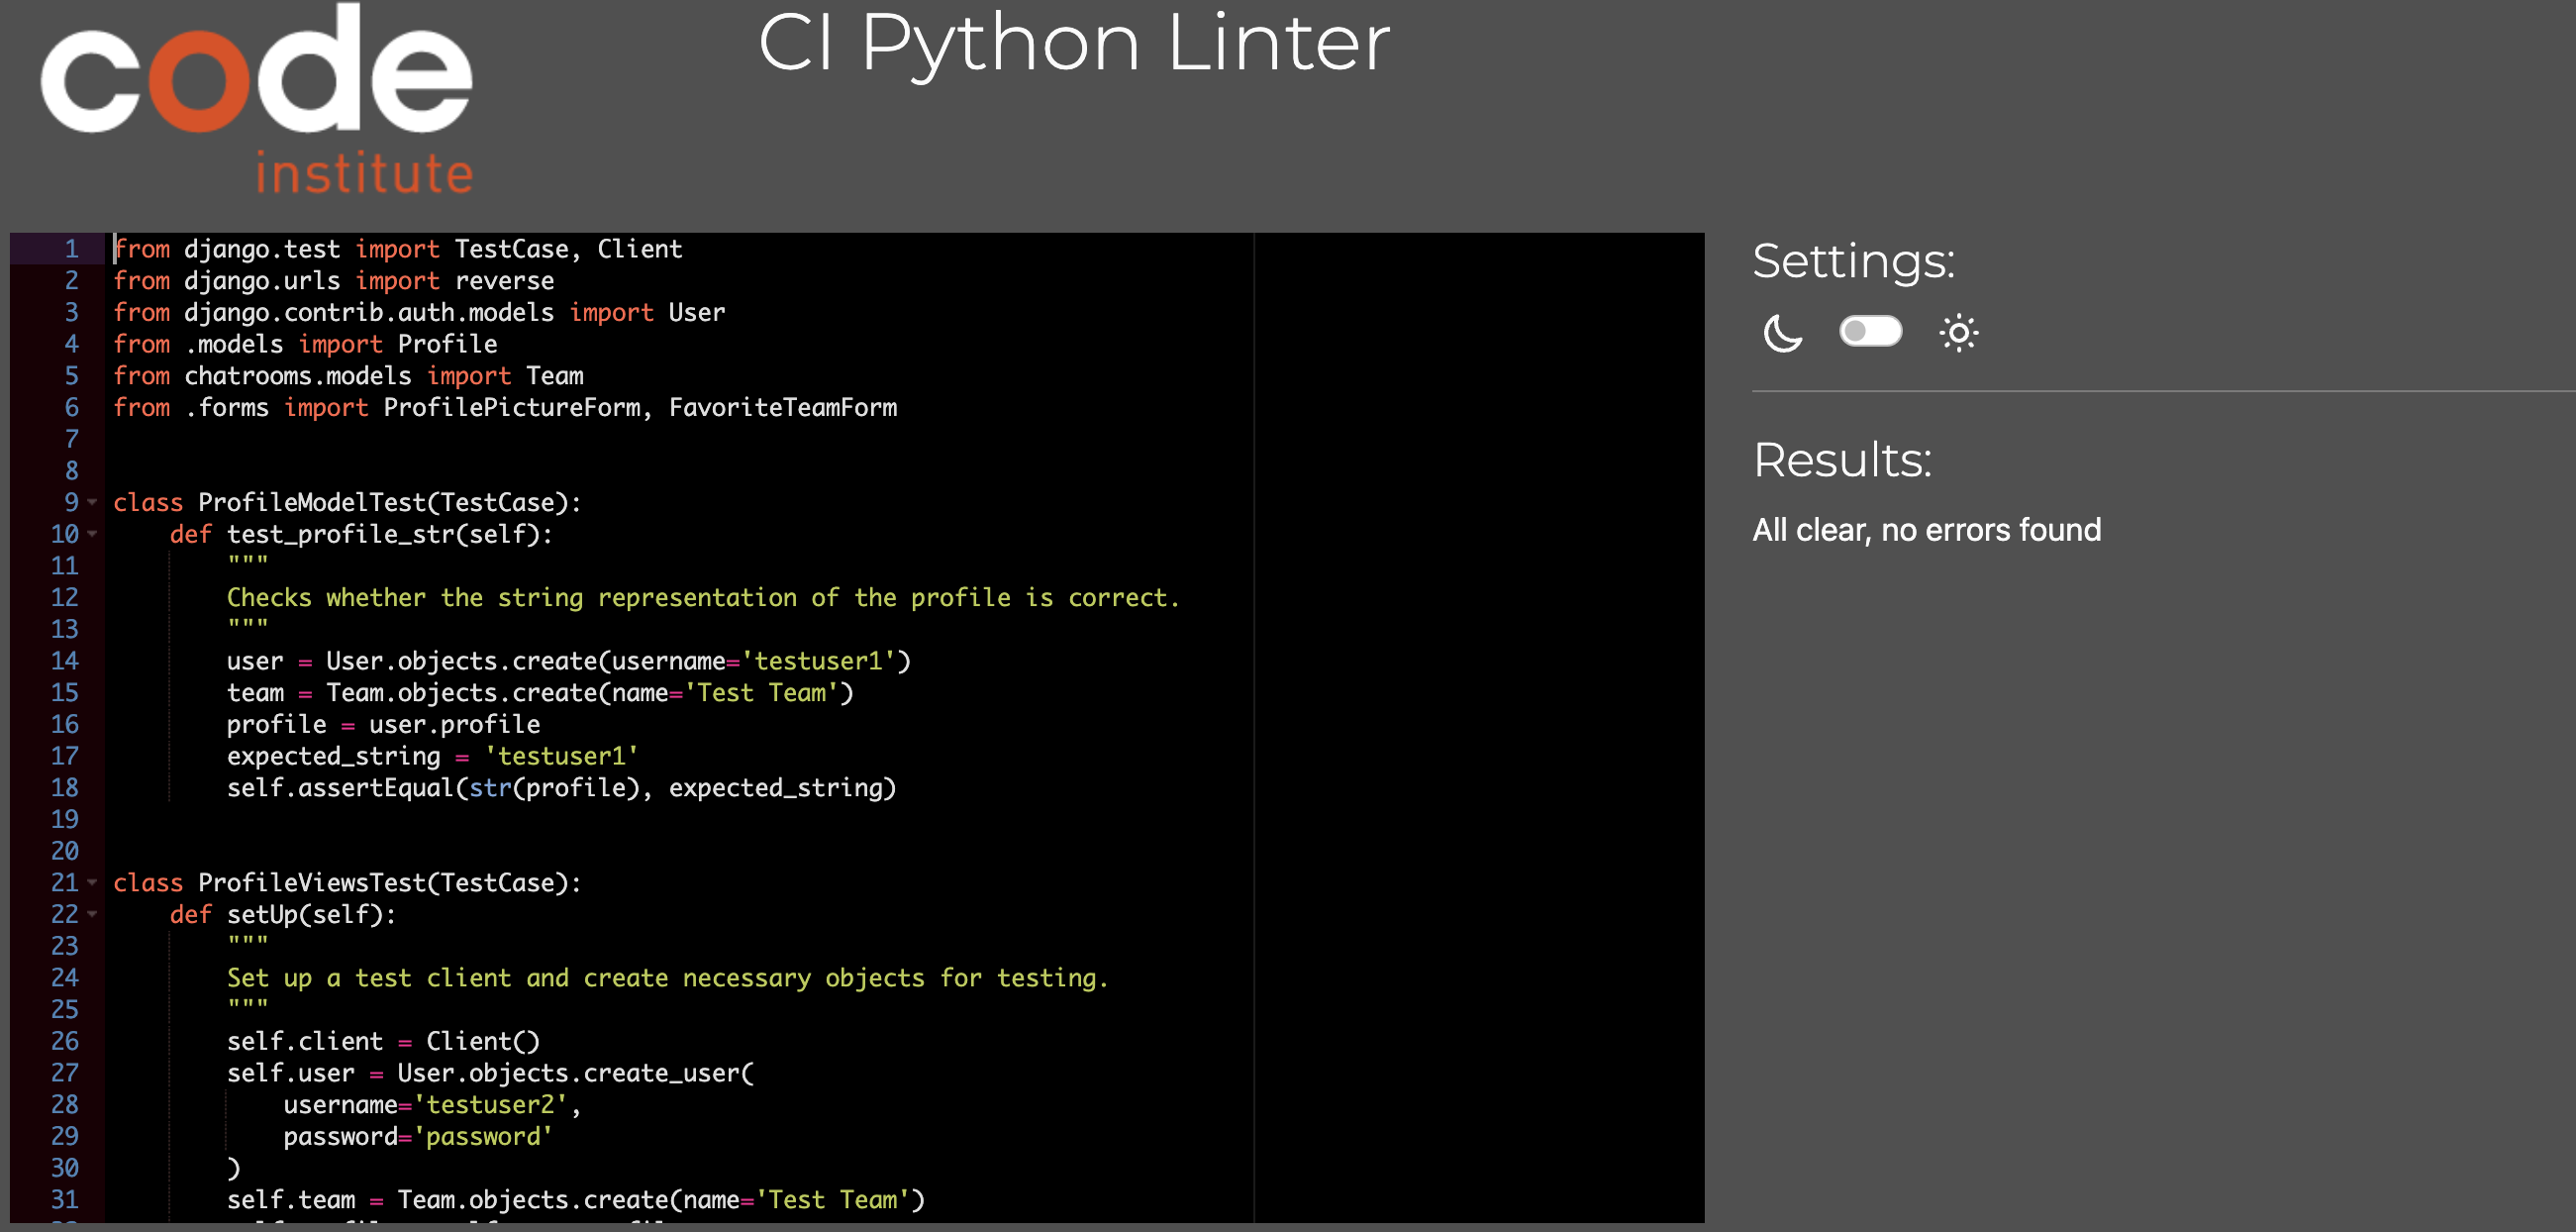 code
institute
CI Python Linter
1 from django.test import TestCase, Client
2 from django.urls import reverse
3 from django.contrib.auth.models import User
4 from .models import Profile
5 from chatrooms.models import Team
6 from .forms import ProfilePictureForm, FavoriteTeamForm
7
8
9 class ProfileModelTest(TestCase):
10     def test_profile_str(self):
11         """
12         Checks whether the string representation of the profile is correct.
13         """
14         user = User.objects.create(username='testuser1')
15         team = Team.objects.create(name='Test Team')
16         profile = user.profile
17         expected_string = 'testuser1'
18         self.assertEqual(str(profile), expected_string)
19
20
21 class ProfileViewsTest(TestCase):
22     def setUp(self):
23         """
24         Set up a test client and create necessary objects for testing.
25         """
26         self.client = Client()
27         self.user = User.objects.create_user(
28             username='testuser2',
29             password='password'
30         )
31         self.team = Team.objects.create(name='Test Team')
Settings:
Results:
All clear, no errors found